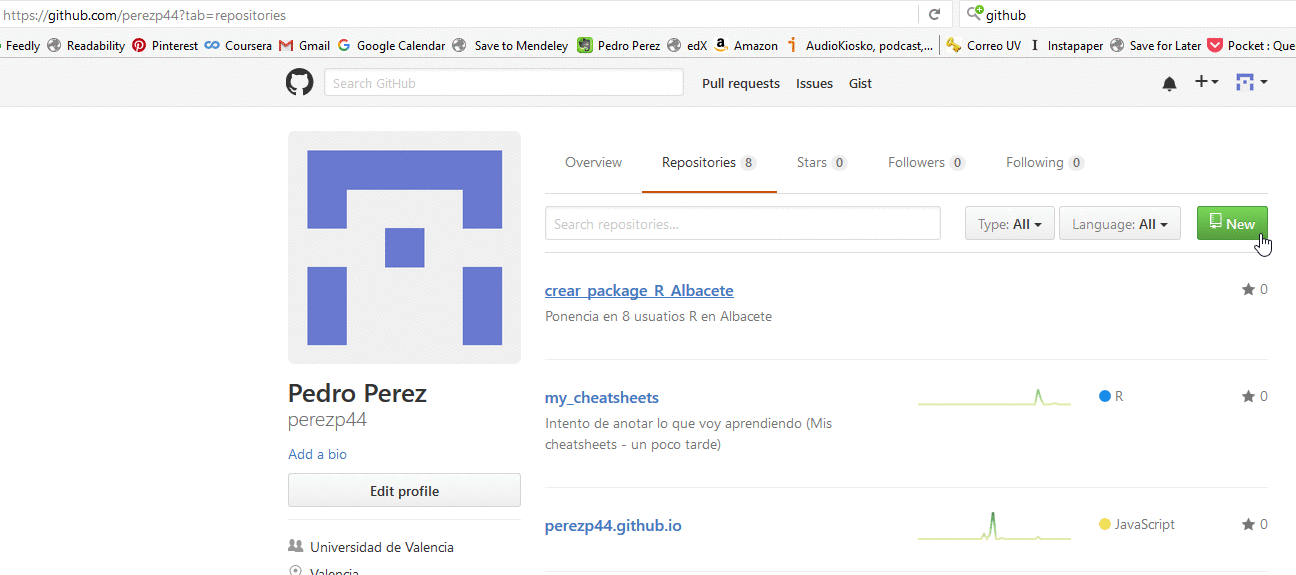 https://github.com/perezp44?tab=repositories
github
Feedly Readability Pinterest Coursera Gmail Google Calendar Save to Mendeley Pedro Perez edX Amazon AudioKiosko, podcast,... Correo UV Instapaper Save for Later Pocket : Que
Search GitHub
Pull requests Issues Gist
Overview Repositories 8 Stars 0 Followers 0 Following 0
Search repositories...
Type: All Language: All New
crear_package_R_Albacete 0
Ponencia en 8 usuatios R en Albacete
Pedro Perez
perezp44
Add a bio
Edit profile
Universidad de Valencia
Valencia
my_cheatsheets R 0
Intento de anotar lo que voy aprendiendo (Mis
cheatsheets - un poco tarde)
perezp44.github.io JavaScript 0